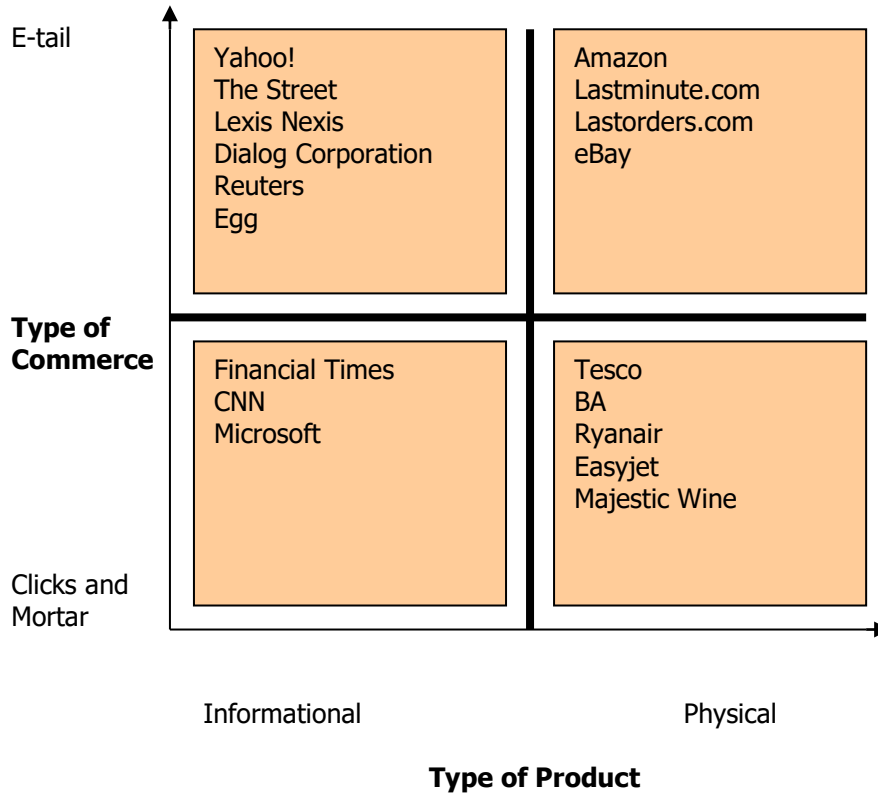 E-tail
Yahoo!
The Street
Lexis Nexis
Dialog Corporation
Reuters
Egg
Amazon
Lastminute.com
Lastorders.com
eBay
Type of
Commerce
Financial Times
CNN
Microsoft
Tesco
BA
Ryanair
Easyjet
Majestic Wine
Clicks and
Mortar
Informational
Physical
Type of Product